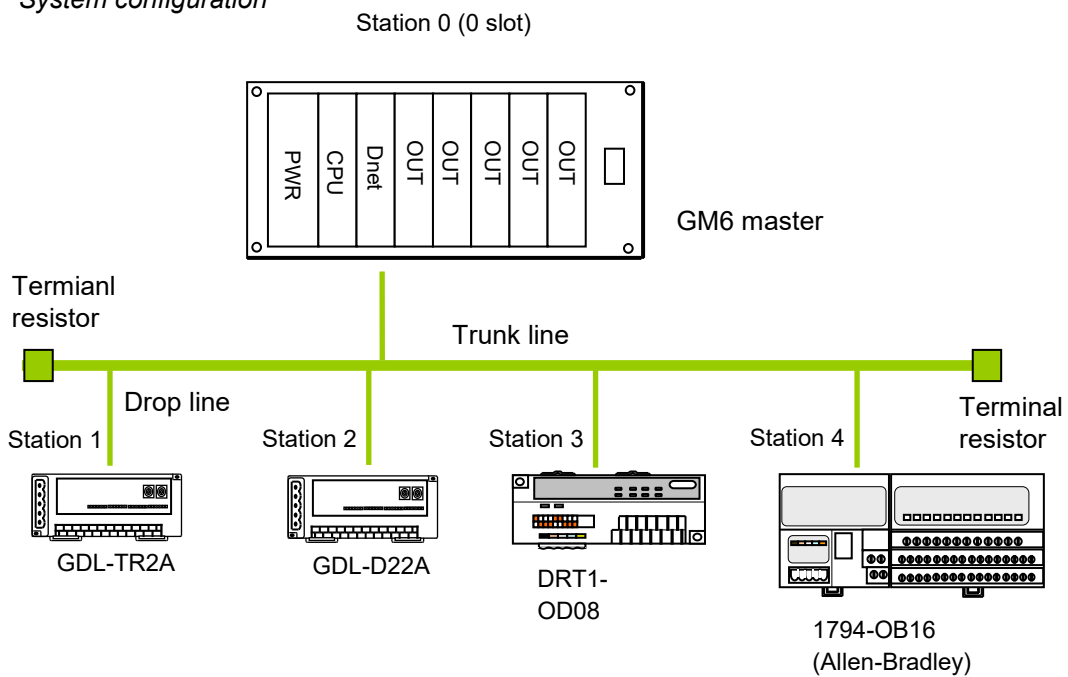 System configuration
Station 0 (0 slot)
PWR
CPU
Dnet
OUT
OUT
OUT
OUT
OUT
GM6 master
Termianl
resistor
Trunk line
Drop line
Terminal
resistor
Station 1
Station 2
Station 3
Station 4
GDL-TR2A
GDL-D22A
DRT1-
OD08
1794-OB16
(Allen-Bradley)